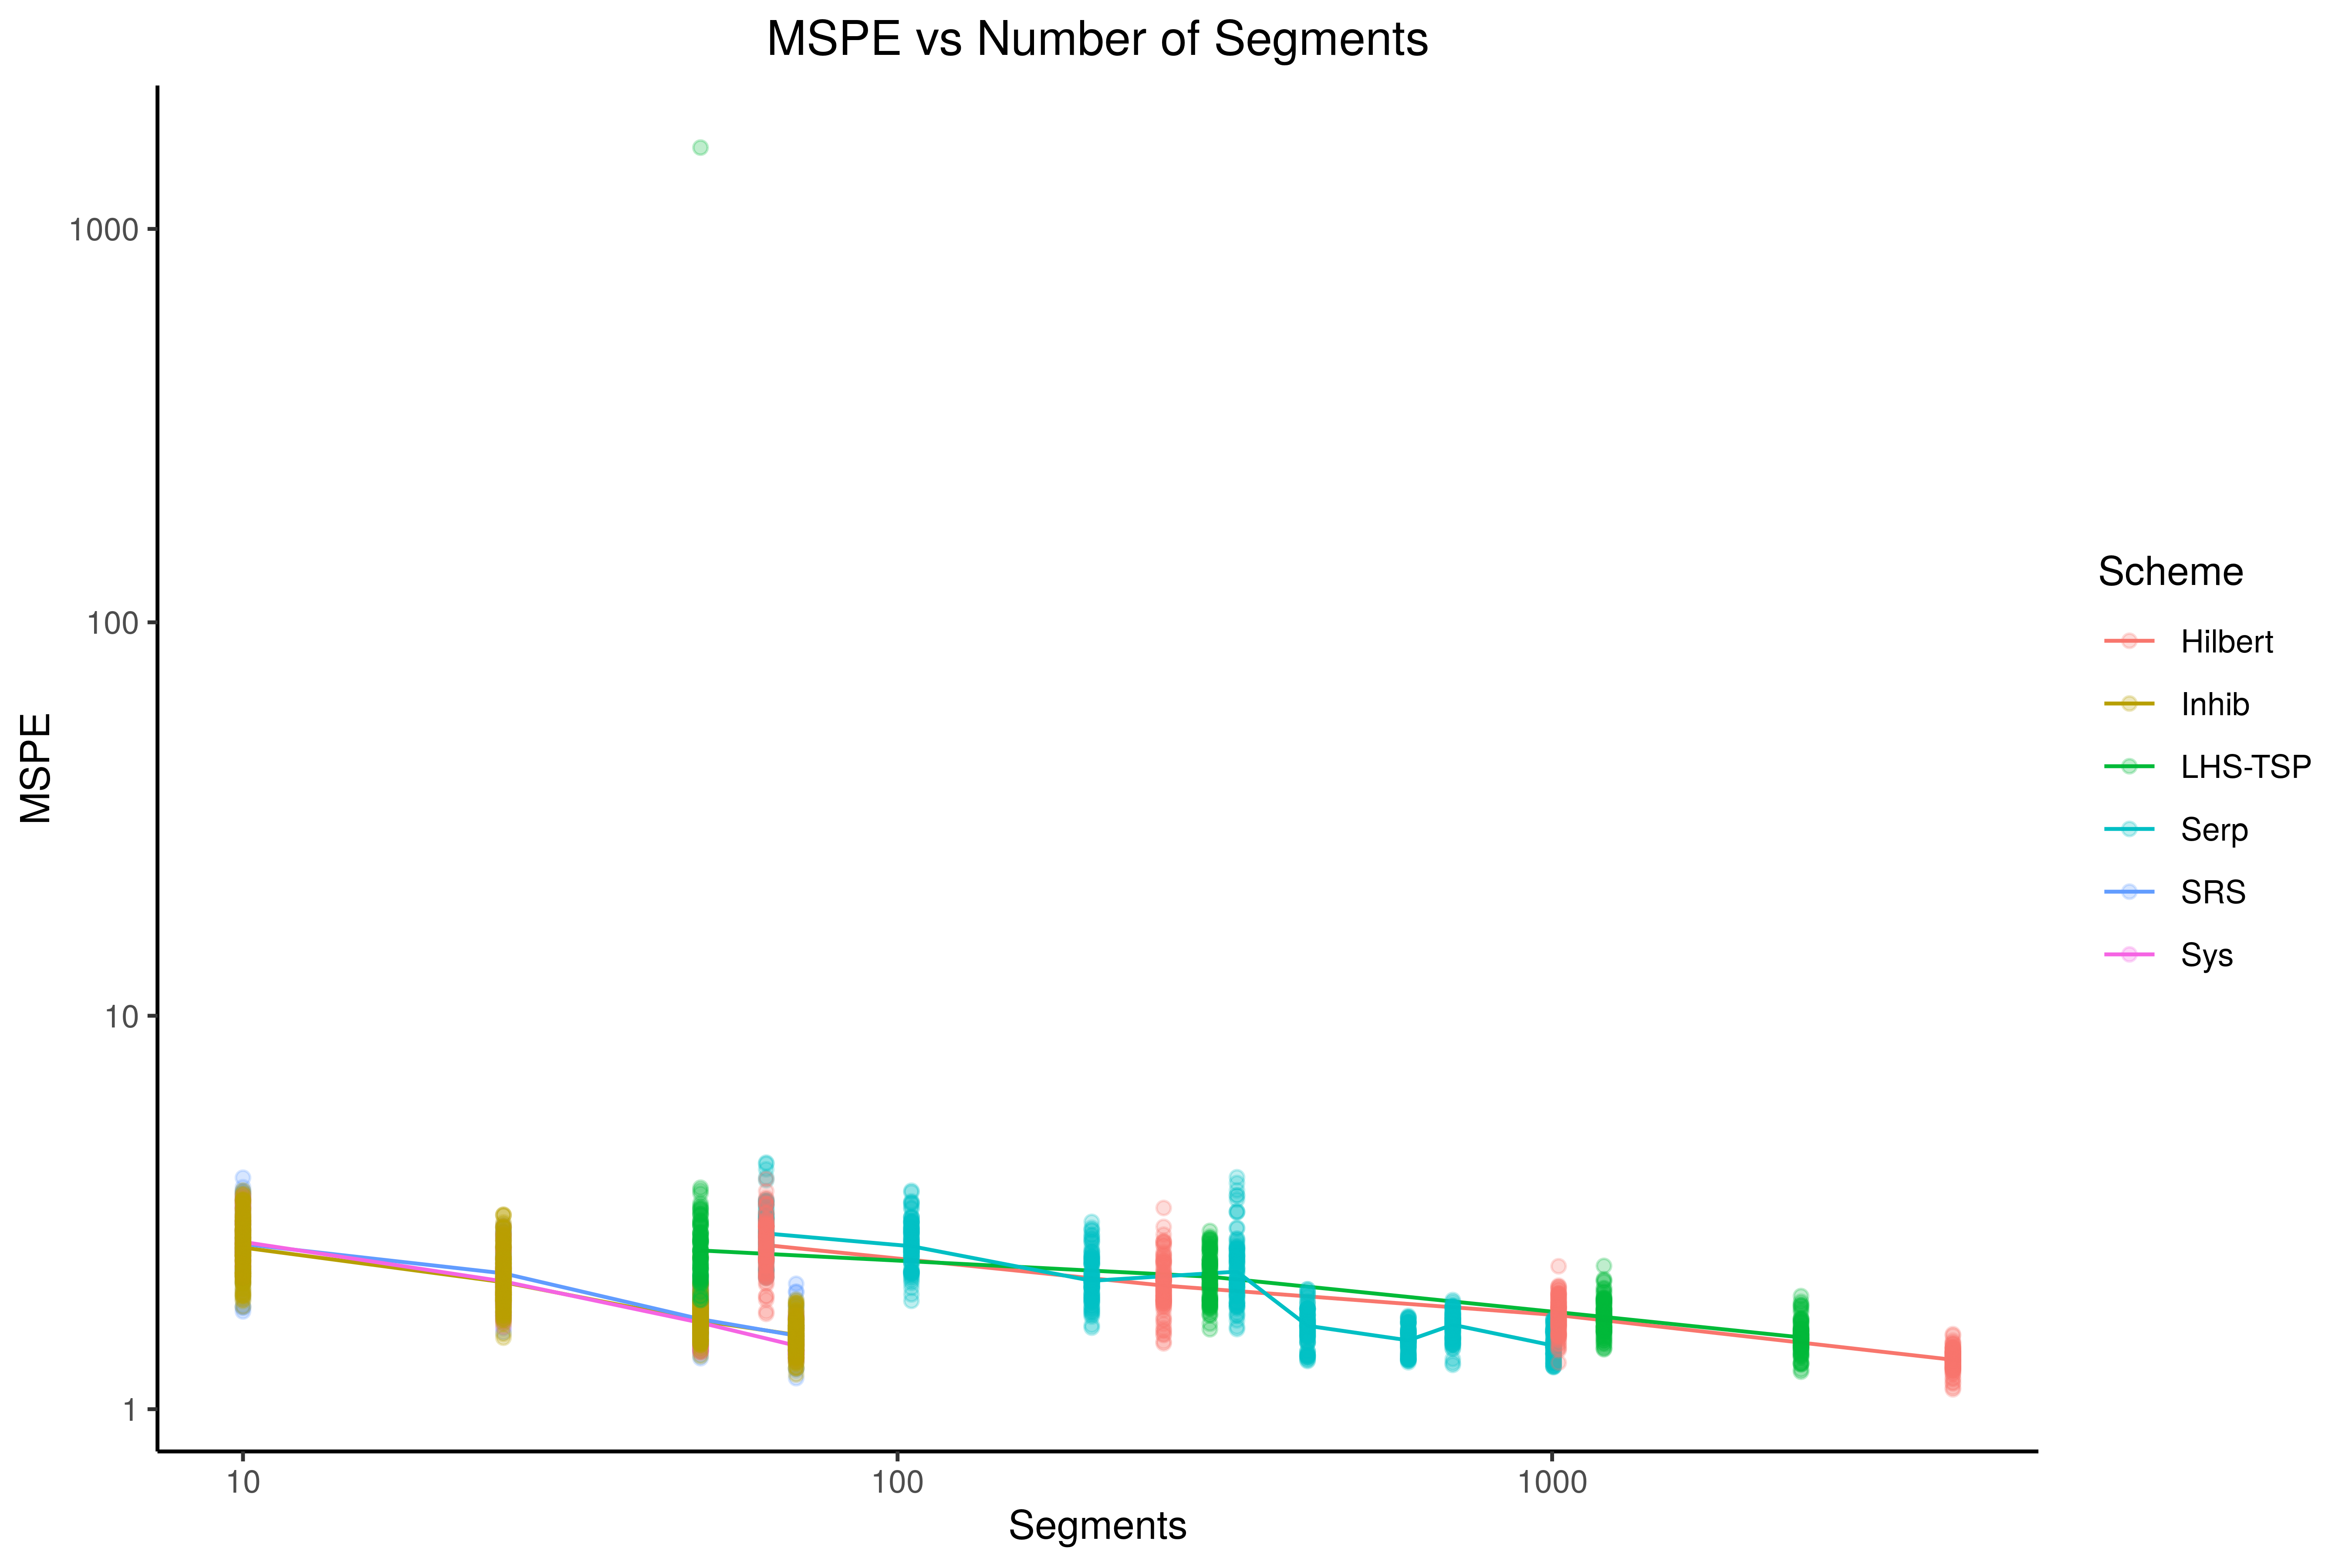 MSPE vs Number of Segments
MSPE
1000
100
10
1
10
100
1000
Segments
Scheme
Hilbert
Inhib
LHS-TSP
Serp
SRS
Sys